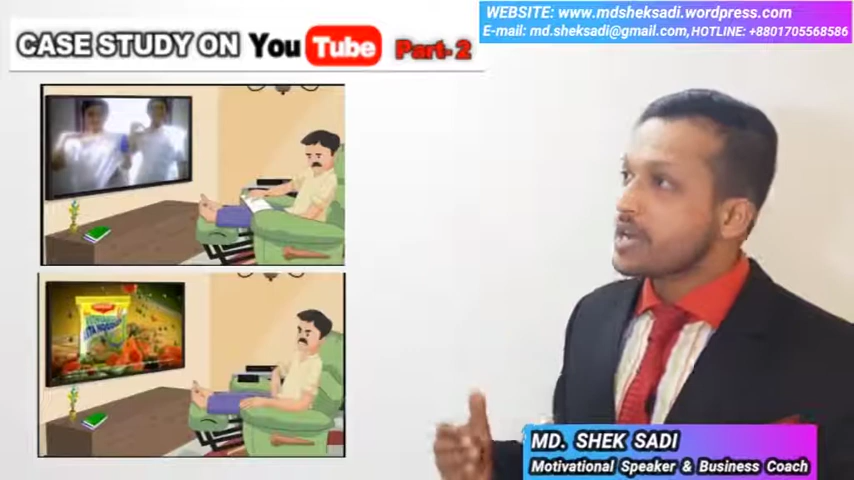 WEBSITE: www.mdsheksadi.wordpress.com
E-mail: md.sheksadi@gmail.com,HOTLINE: +8801705568586
CASE STUDY ON YouTube Part- 2
MD. SHEK SADI
Motivational Speaker & Business Coach